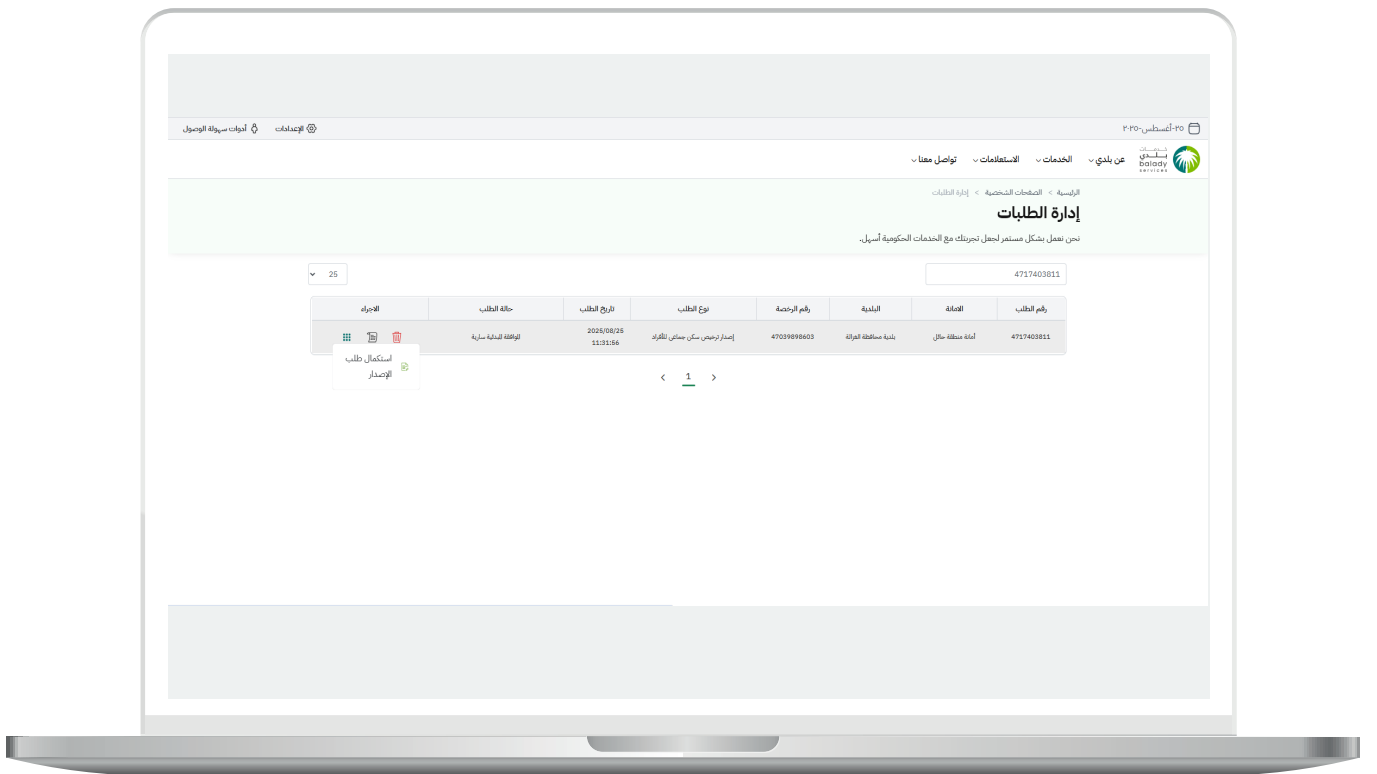 ٢٥-أغسطس-٢٠٢٥
الإعدادات
أدوات سهولة الوصول
خدمات
بلدي
balady
services
عن بلدي
الخدمات
الاستعلامات
تواصل معنا
الرئيسية > الصفحات الشخصية > إدارة الطلبات
إدارة الطلبات
نحن نعمل بشكل مستمر لجعل تجربتك مع الخدمات الحكومية أسهل.
4717403811
25
رقم الطلب الامانة البلدية رقم الرخصة نوع الطلب تاريخ الطلب حالة الطلب الاجراء
4717403811 أمانة منطقة حائل بلدية محافظة الغزالة 47039898603 إصدار ترخيص سكن جماعي للأفراد 2025/08/25 11:31:56 الموافقة المبدئية سارية
استكمال طلب
الإصدار
1